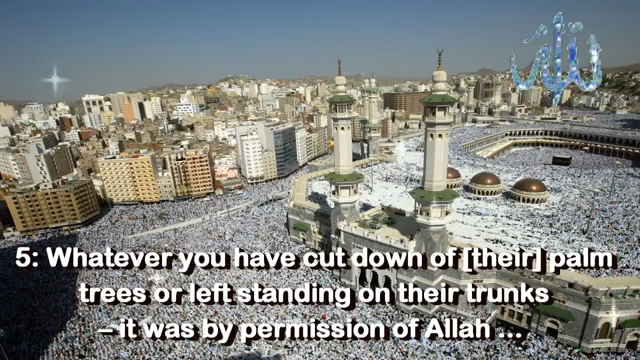 الله
5: Whatever you have cut down of [their] palm
trees or left standing on their trunks
– it was by permission of Allah ...